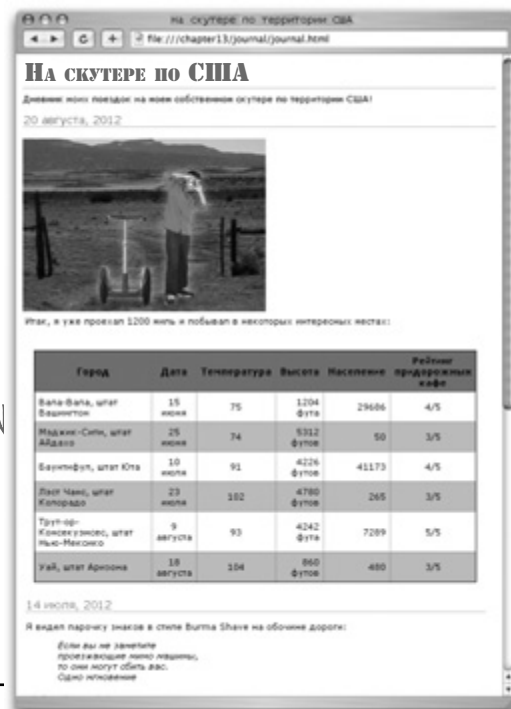 На скутере по территории США
file:///chapter13/journal/journal.html
На скутере по США
Дневник моих поездок на моем собственном скутере по территории США!
20 августа, 2012
Итак, я уже проехал 1200 миль и побывал в некоторых интересных местах:
Город Дата Температура Высота Население Рейтинг придорожных кафе
Вала-Вала, штат Вашингтон 15 июня 75 1204 фута 29686 4/5
Мэджик-Сити, штат Айдахо 25 июня 74 5312 футов 50 3/5
Баунтифул, штат Юта 10 июля 91 4226 футов 41173 4/5
Ласт Чанс, штат Колорадо 23 июля 102 4780 футов 265 3/5
Трут-ор-Консекуэнсес, штат Нью-Мексико 9 августа 93 4242 фута 7289 5/5
Уай, штат Аризона 18 августа 104 860 футов 480 3/5
14 июля, 2012
Я видел парочку знаков в стиле Burma Shave на обочине дороги:
Если вы не заметите
проезжающие мимо машины,
то они могут сбить вас.
Одно мгновение